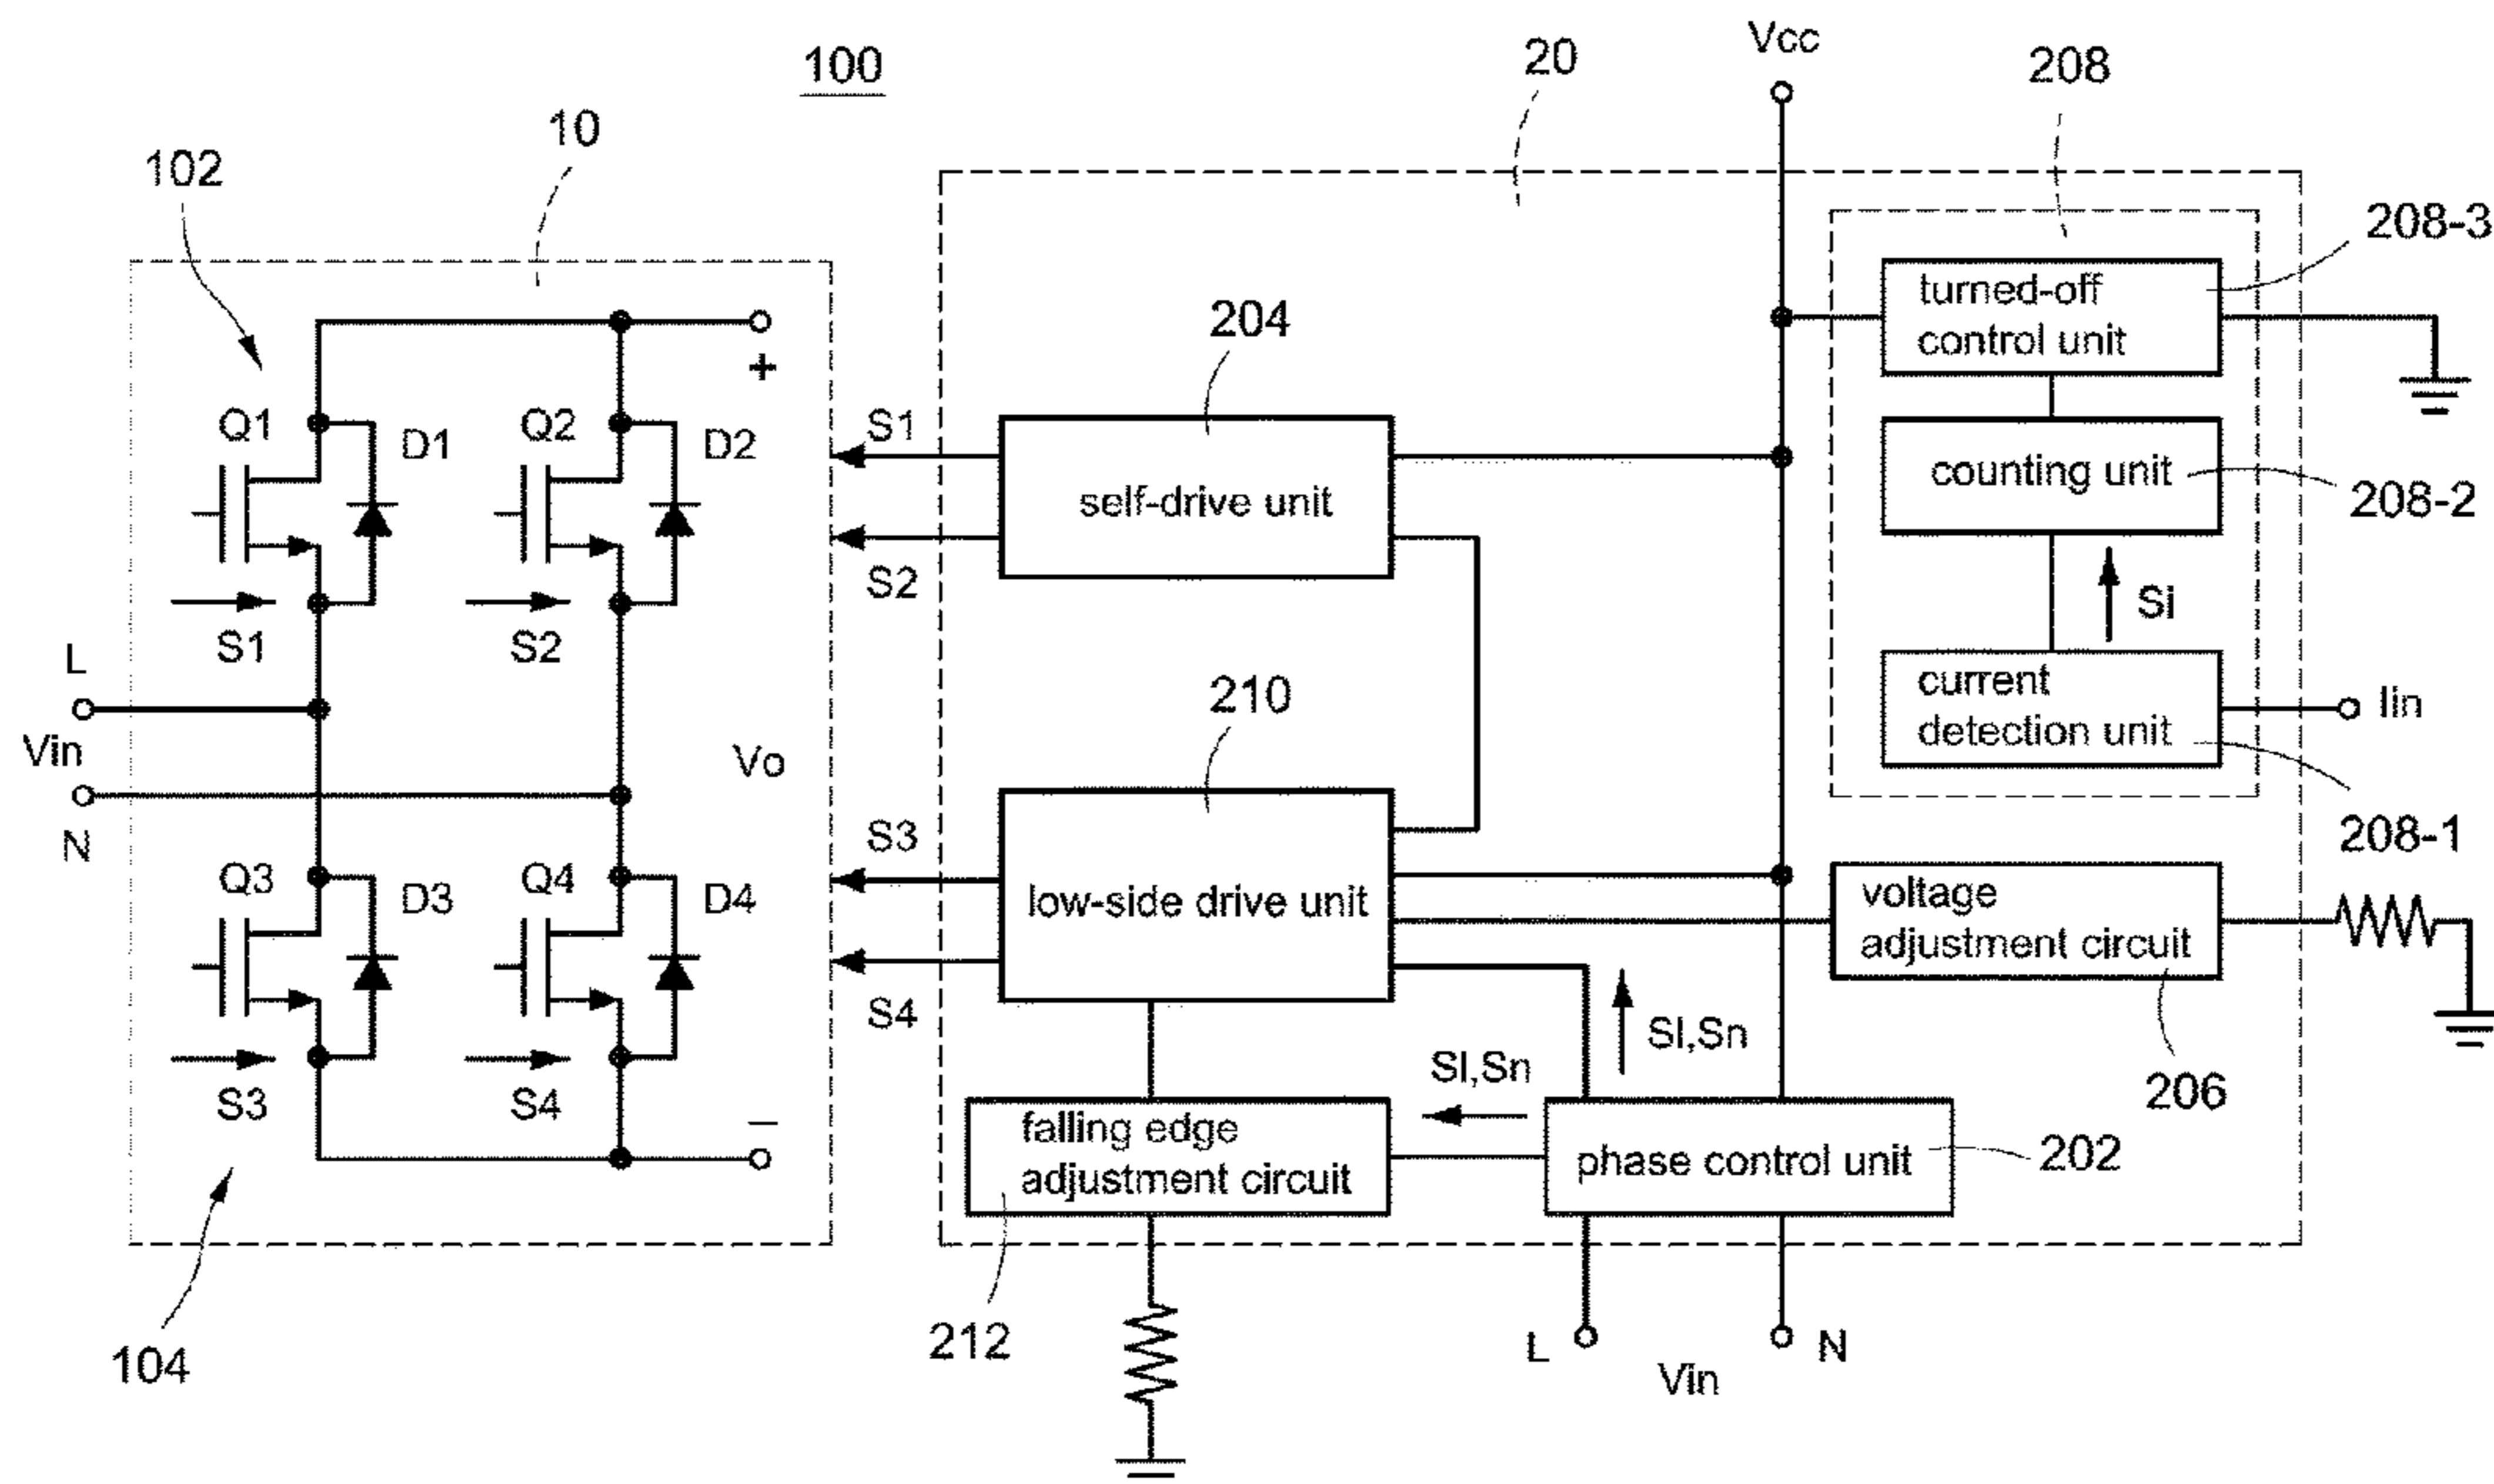 100
Vcc
20
208
10
102
208-3
turned-off
control unit
204
+
Q1
D1
Q2
D2
S1
self-drive unit
S2
counting unit
208-2
Si
S1
S2
L
Vin
N
Vo
210
current
detection unit
Iin
208-1
Q3
D3
Q4
D4
S3
low-side drive unit
S4
voltage
adjustment circuit
206
Sl,Sn
Sl,Sn
S3
S4
–
falling edge
adjustment circuit
phase control unit
202
104
212
L
Vin
N